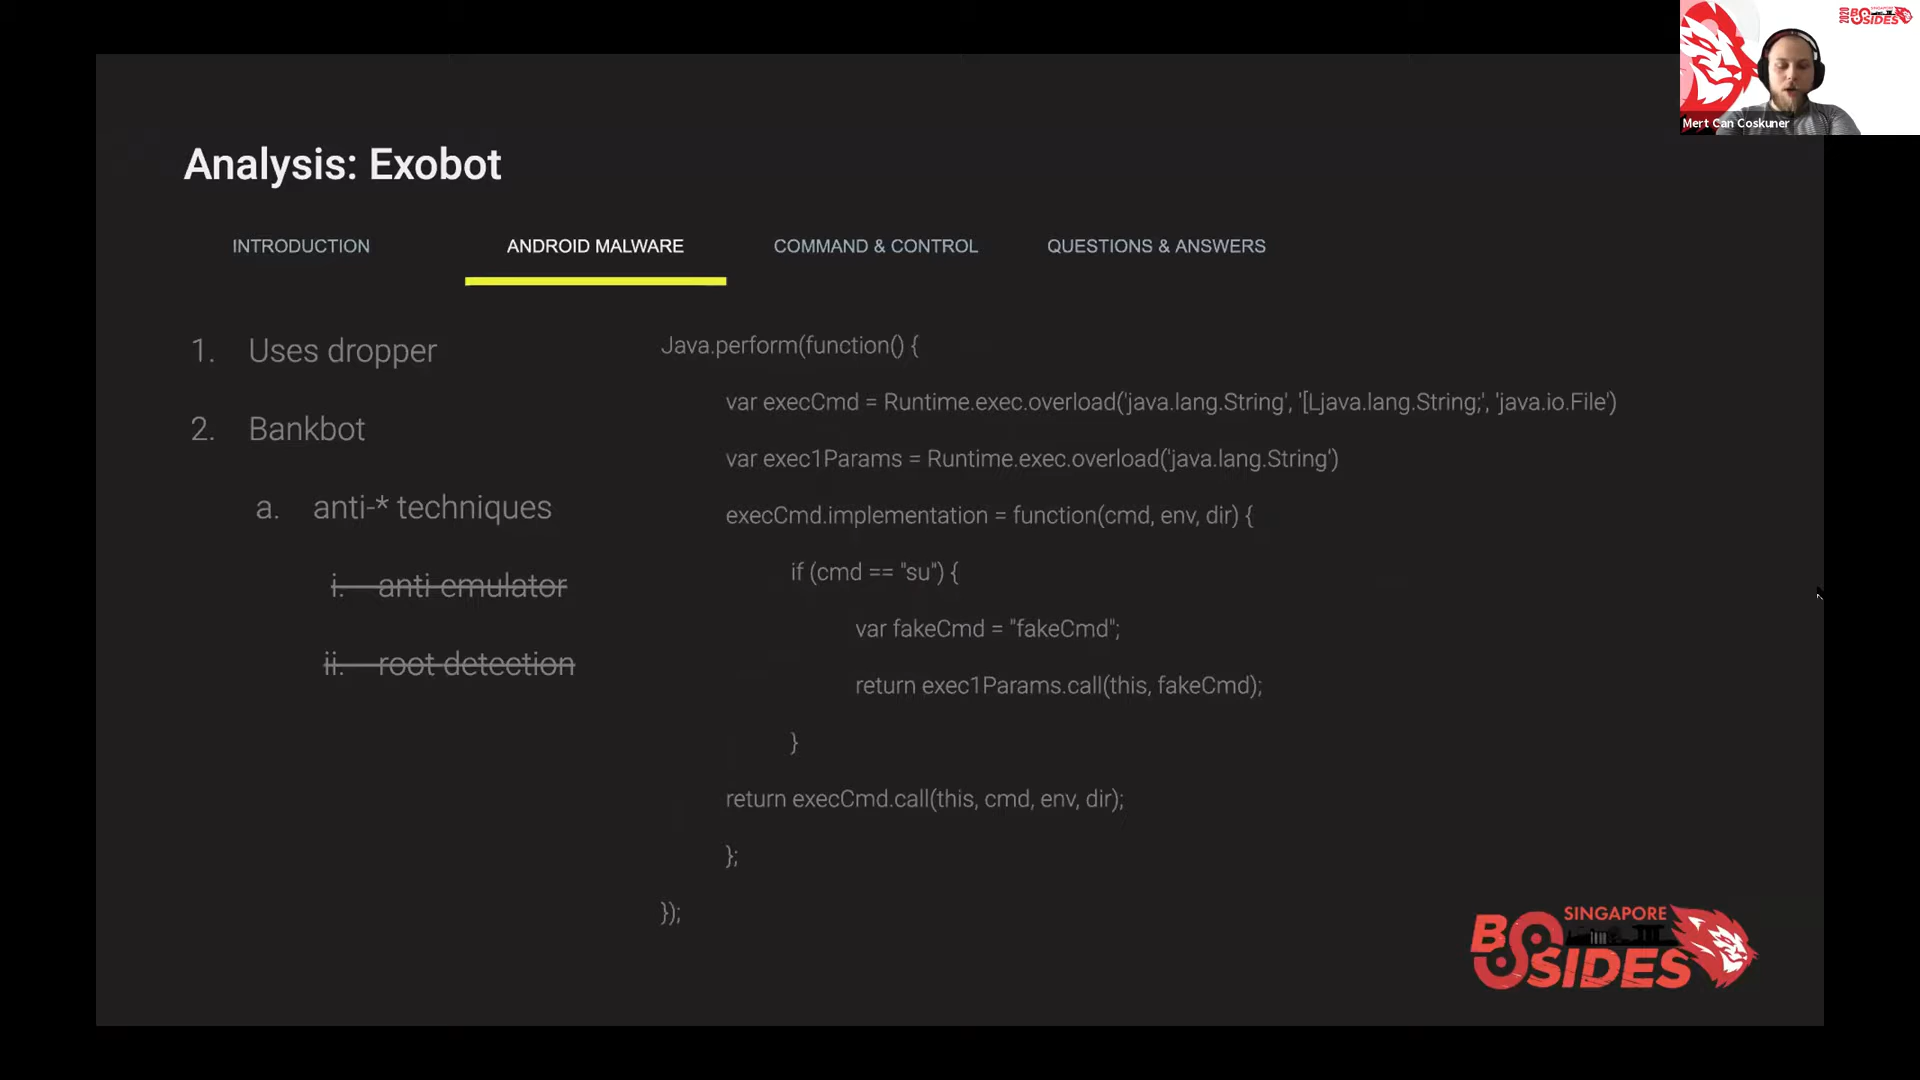 2020 BSIDES
Mert Can Coskuner
Analysis: Exobot
INTRODUCTION
ANDROID MALWARE
COMMAND & CONTROL
QUESTIONS & ANSWERS
1. Uses dropper
2. Bankbot
a. anti-* techniques
i. anti emulator
ii. root detection
Java.perform(function() {
var execCmd = Runtime.exec.overload('java.lang.String', '[Ljava.lang.String;', 'java.io.File')
var exec1Params = Runtime.exec.overload('java.lang.String')
execCmd.implementation = function(cmd, env, dir) {
if (cmd == "su") {
var fakeCmd = "fakeCmd";
return exec1Params.call(this, fakeCmd);
}
return execCmd.call(this, cmd, env, dir);
};
});
SINGAPORE
BSIDES